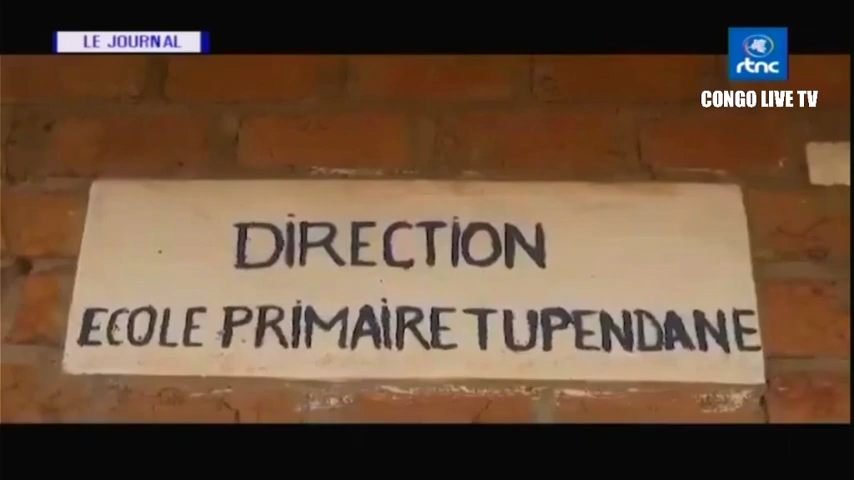 LE JOURNAL
rtnc
CONGO LIVE TV
DIRECTION
ECOLE PRIMAIRE TUPENDANE